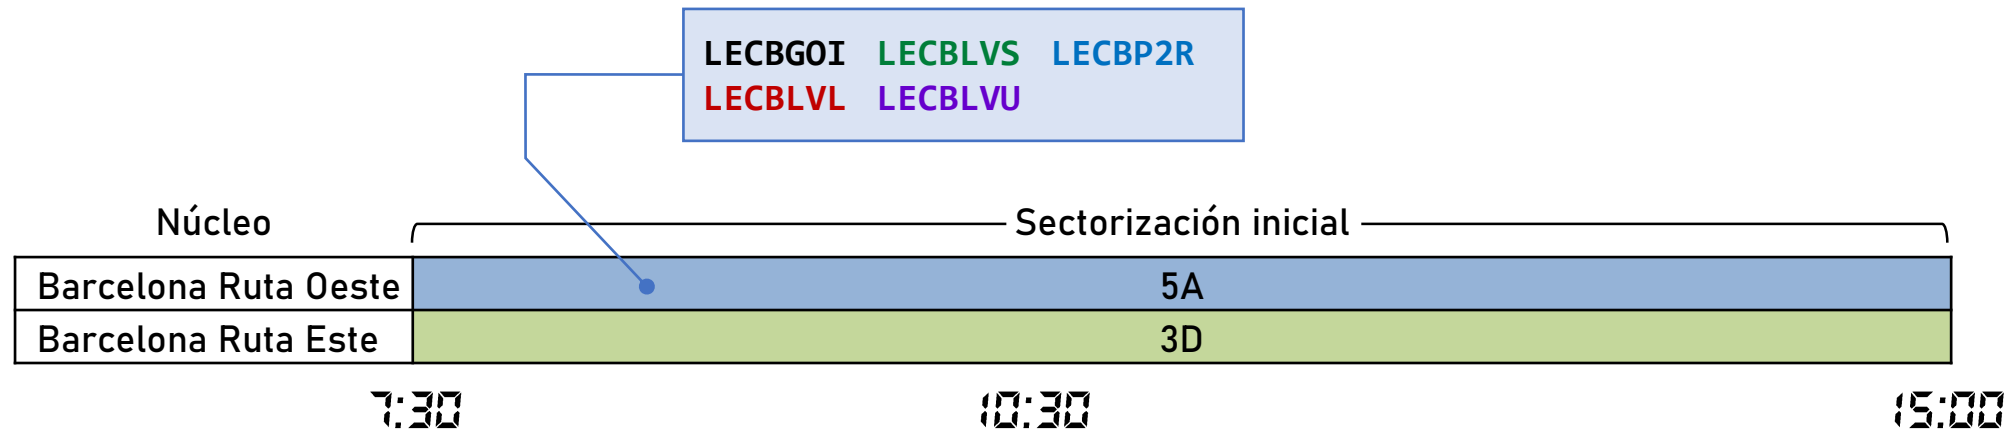 LECBGOI LECBLVS LECBP2R
LECBLVL LECBLVU
Núcleo Sectorización inicial
Barcelona Ruta Oeste 5A
Barcelona Ruta Este 3D
7:30 10:30 15:00